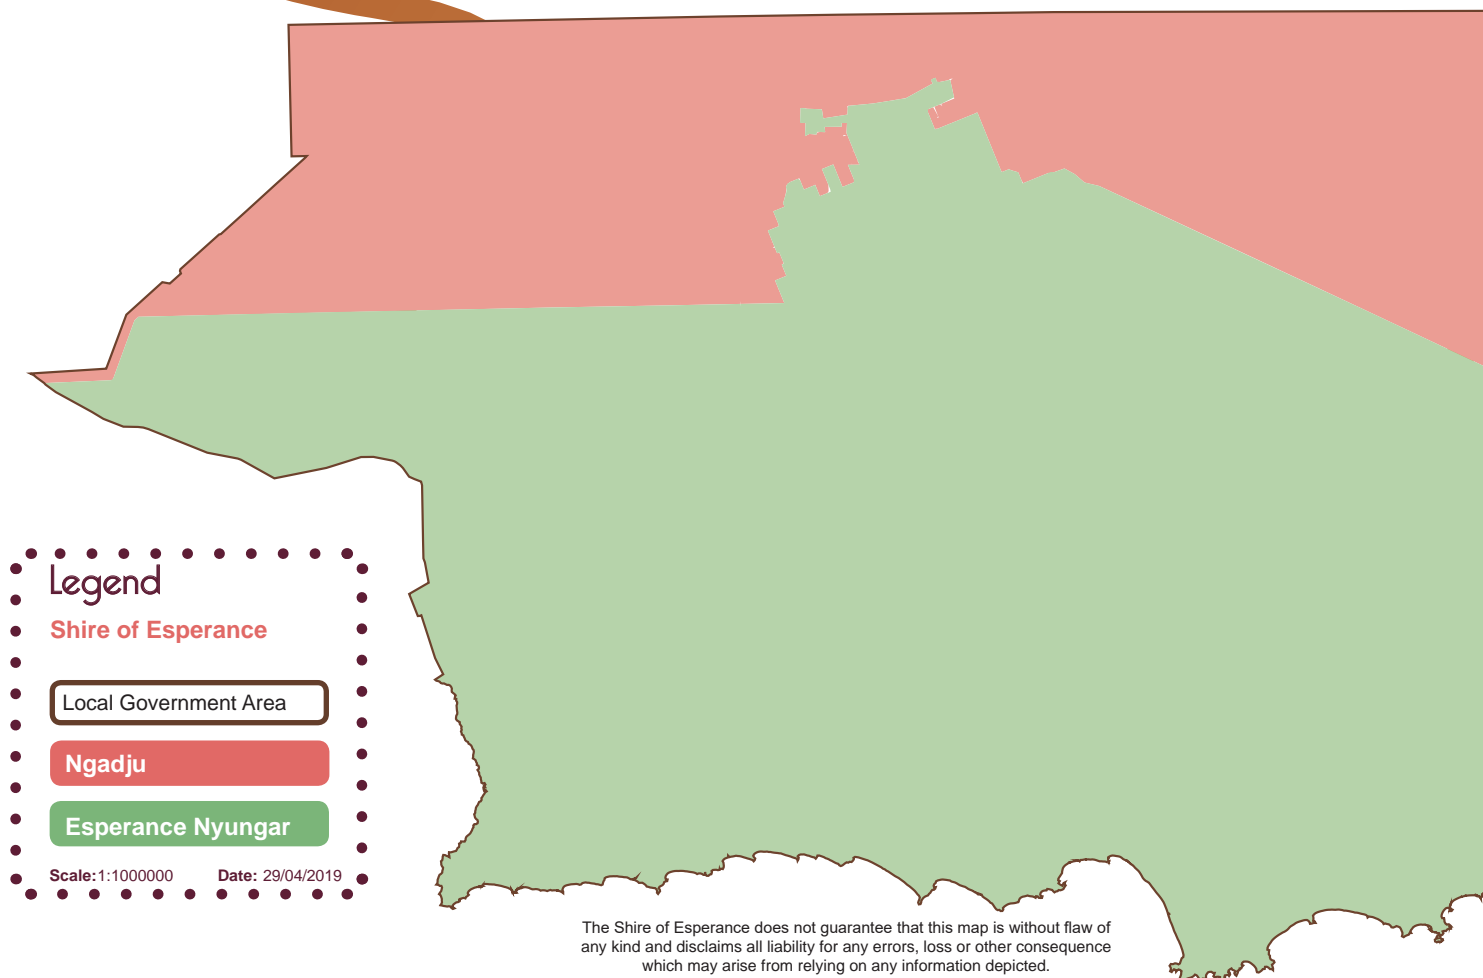 Legend
Shire of Esperance
Local Government Area
Ngadju
Esperance Nyungar
Scale:1:1000000 Date: 29/04/2019
The Shire of Esperance does not guarantee that this map is without flaw of
any kind and disclaims all liability for any errors, loss or other consequence
which may arise from relying on any information depicted.